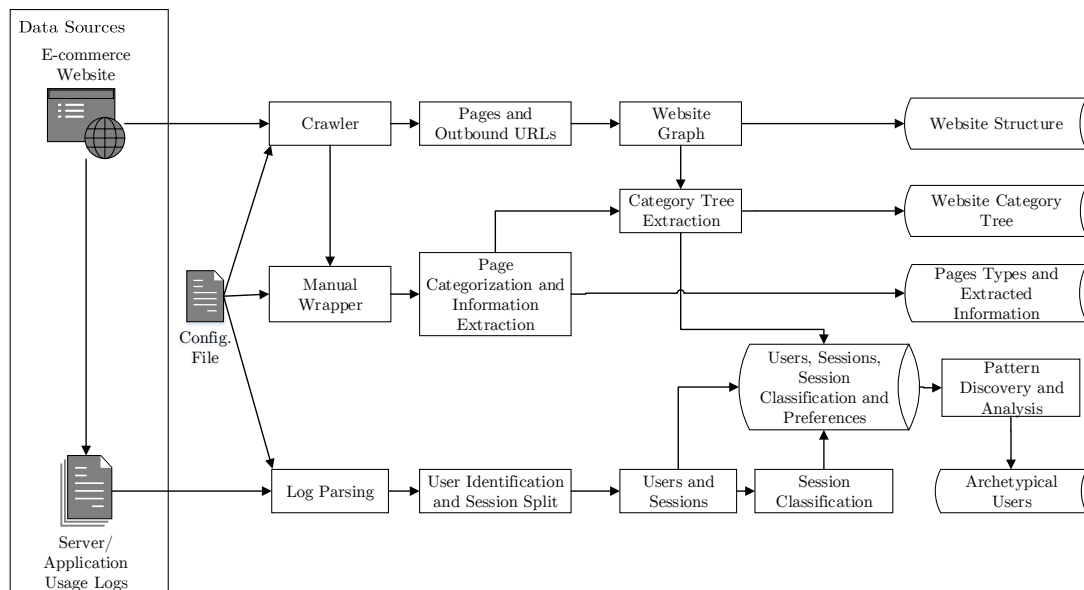 Data Sources
E-commerce
Website
Crawler
Pages and
Outbound URLs
Website
Graph
Website Structure
Category Tree
Extraction
Website Category
Tree
Manual
Wrapper
Page
Categorization and
Information
Extraction
Pages Types and
Extracted
Information
Config.
File
Users, Sessions,
Session
Classification and
Preferences
Pattern
Discovery and
Analysis
Log Parsing
User Identification
and Session Split
Users and
Sessions
Session
Classification
Archetypical
Users
Server/
Application
Usage Logs